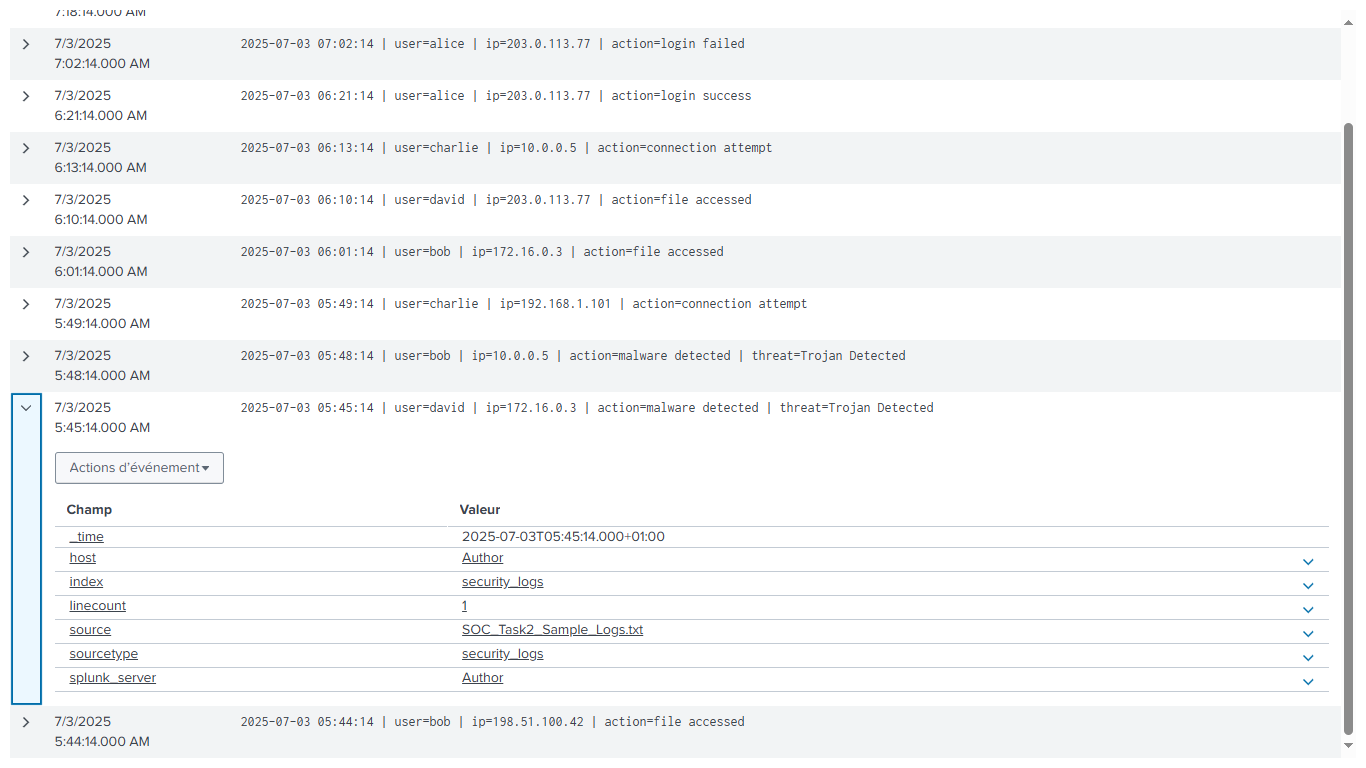 7:18:14.000 AM
7/3/2025 2025-07-03 07:02:14 | user=alice | ip=203.0.113.77 | action=login failed
7:02:14.000 AM
7/3/2025 2025-07-03 06:21:14 | user=alice | ip=203.0.113.77 | action=login success
6:21:14.000 AM
7/3/2025 2025-07-03 06:13:14 | user=charlie | ip=10.0.0.5 | action=connection attempt
6:13:14.000 AM
7/3/2025 2025-07-03 06:10:14 | user=david | ip=203.0.113.77 | action=file accessed
6:10:14.000 AM
7/3/2025 2025-07-03 06:01:14 | user=bob | ip=172.16.0.3 | action=file accessed
6:01:14.000 AM
7/3/2025 2025-07-03 05:49:14 | user=charlie | ip=192.168.1.101 | action=connection attempt
5:49:14.000 AM
7/3/2025 2025-07-03 05:48:14 | user=bob | ip=10.0.0.5 | action=malware detected | threat=Trojan Detected
5:48:14.000 AM
7/3/2025 2025-07-03 05:45:14 | user=david | ip=172.16.0.3 | action=malware detected | threat=Trojan Detected
5:45:14.000 AM
Actions d’événement
Champ Valeur
_time 2025-07-03T05:45:14.000+01:00
host Author
index security_logs
linecount 1
source SOC_Task2_Sample_Logs.txt
sourcetype security_logs
splunk_server Author
7/3/2025 2025-07-03 05:44:14 | user=bob | ip=198.51.100.42 | action=file accessed
5:44:14.000 AM